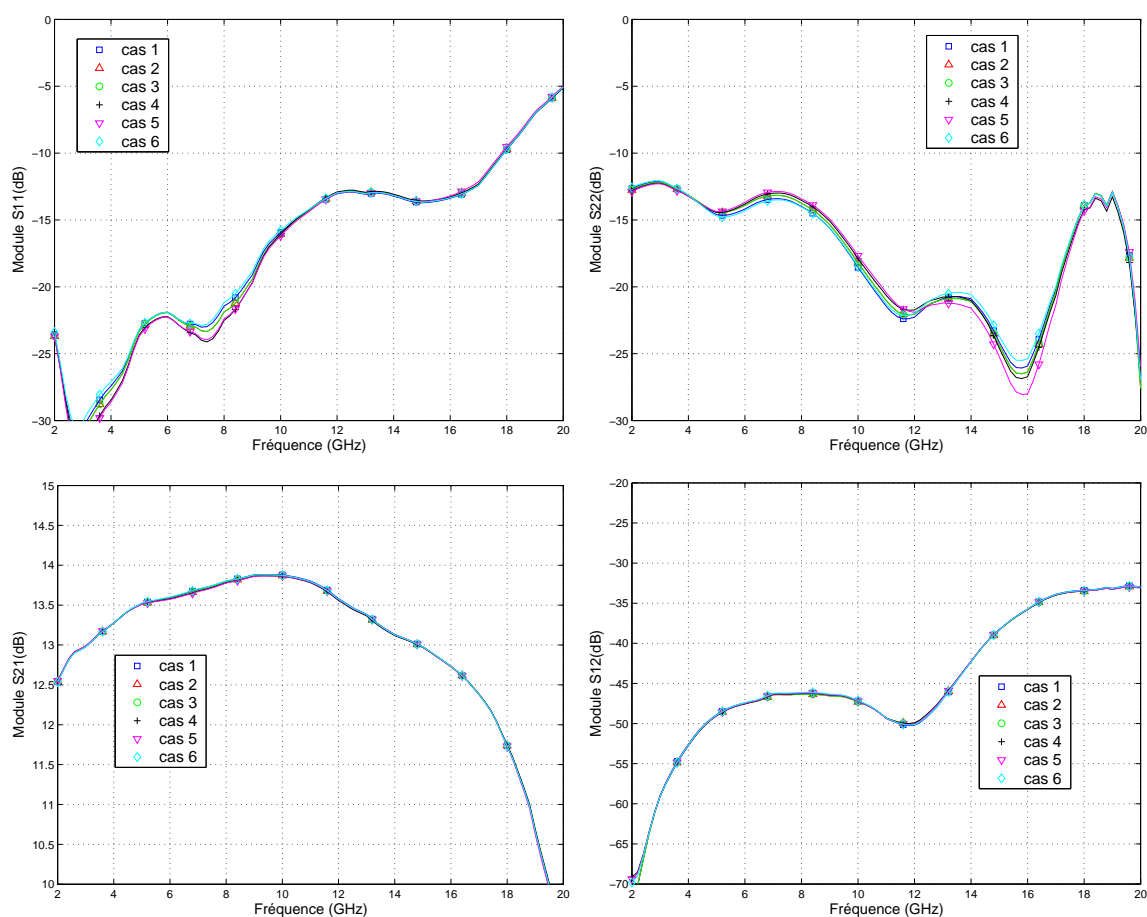 0
−5
−10
−15
−20
−25
−30
Module S11(dB)
cas 1
cas 2
cas 3
cas 4
cas 5
cas 6
2 4 6 8 10 12 14 16 18 20
Fréquence (GHz)
0
−5
−10
−15
−20
−25
−30
Module S22(dB)
cas 1
cas 2
cas 3
cas 4
cas 5
cas 6
2 4 6 8 10 12 14 16 18 20
Fréquence (GHz)
15
14.5
14
13.5
13
12.5
12
11.5
11
10.5
10
Module S21(dB)
cas 1
cas 2
cas 3
cas 4
cas 5
cas 6
2 4 6 8 10 12 14 16 18 20
Fréquence (GHz)
−20
−25
−30
−35
−40
−45
−50
−55
−60
−65
−70
Module S12(dB)
cas 1
cas 2
cas 3
cas 4
cas 5
cas 6
2 4 6 8 10 12 14 16 18 20
Fréquence (GHz)